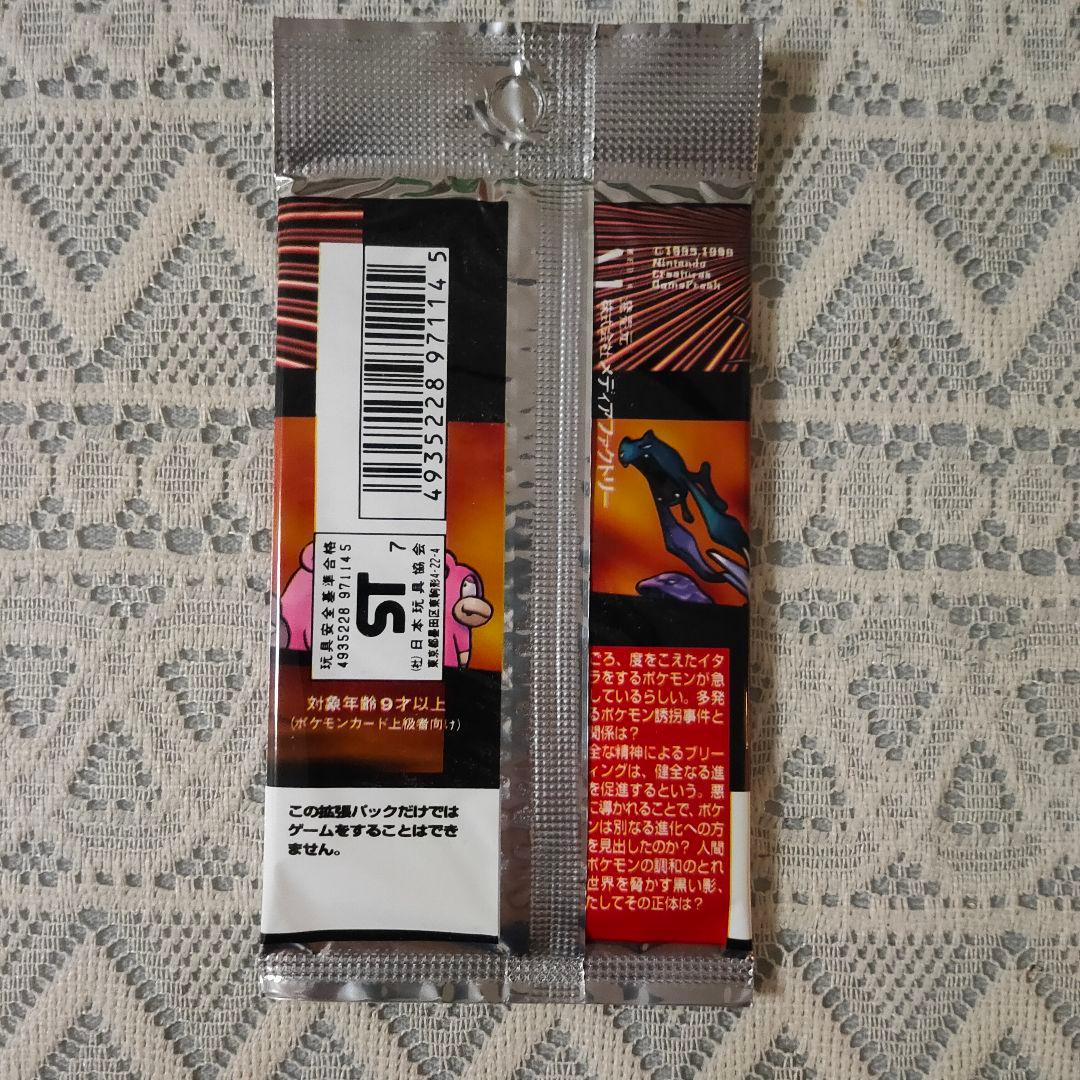 4935228 971145
玩具安全基準合格
4935228 971145
ST
7
(社)日本玩具協会
東京都墨田区東駒形4-22-4
対象年齢9才以上
(ポケモンカード上級者向け)
この拡張パックだけでは
ゲームをすることはでき
ません。
©1995,1996
Nintendo
Creatures
GameFreak
発売元
株式会社メディアファクトリー
ごろ、度をこえたイタ
ラをするポケモンが急
しているらしい。多発
るポケモン誘拐事件と
関係は?
全な精神によるブリー
ィングは、健全なる進
を促進するという。悪
に導かれることで、ポケ
ンは別なる進化への方
を見出したのか? 人間
ポケモンの調和のとれ
世界を脅かす黒い影、
たしてその正体は?